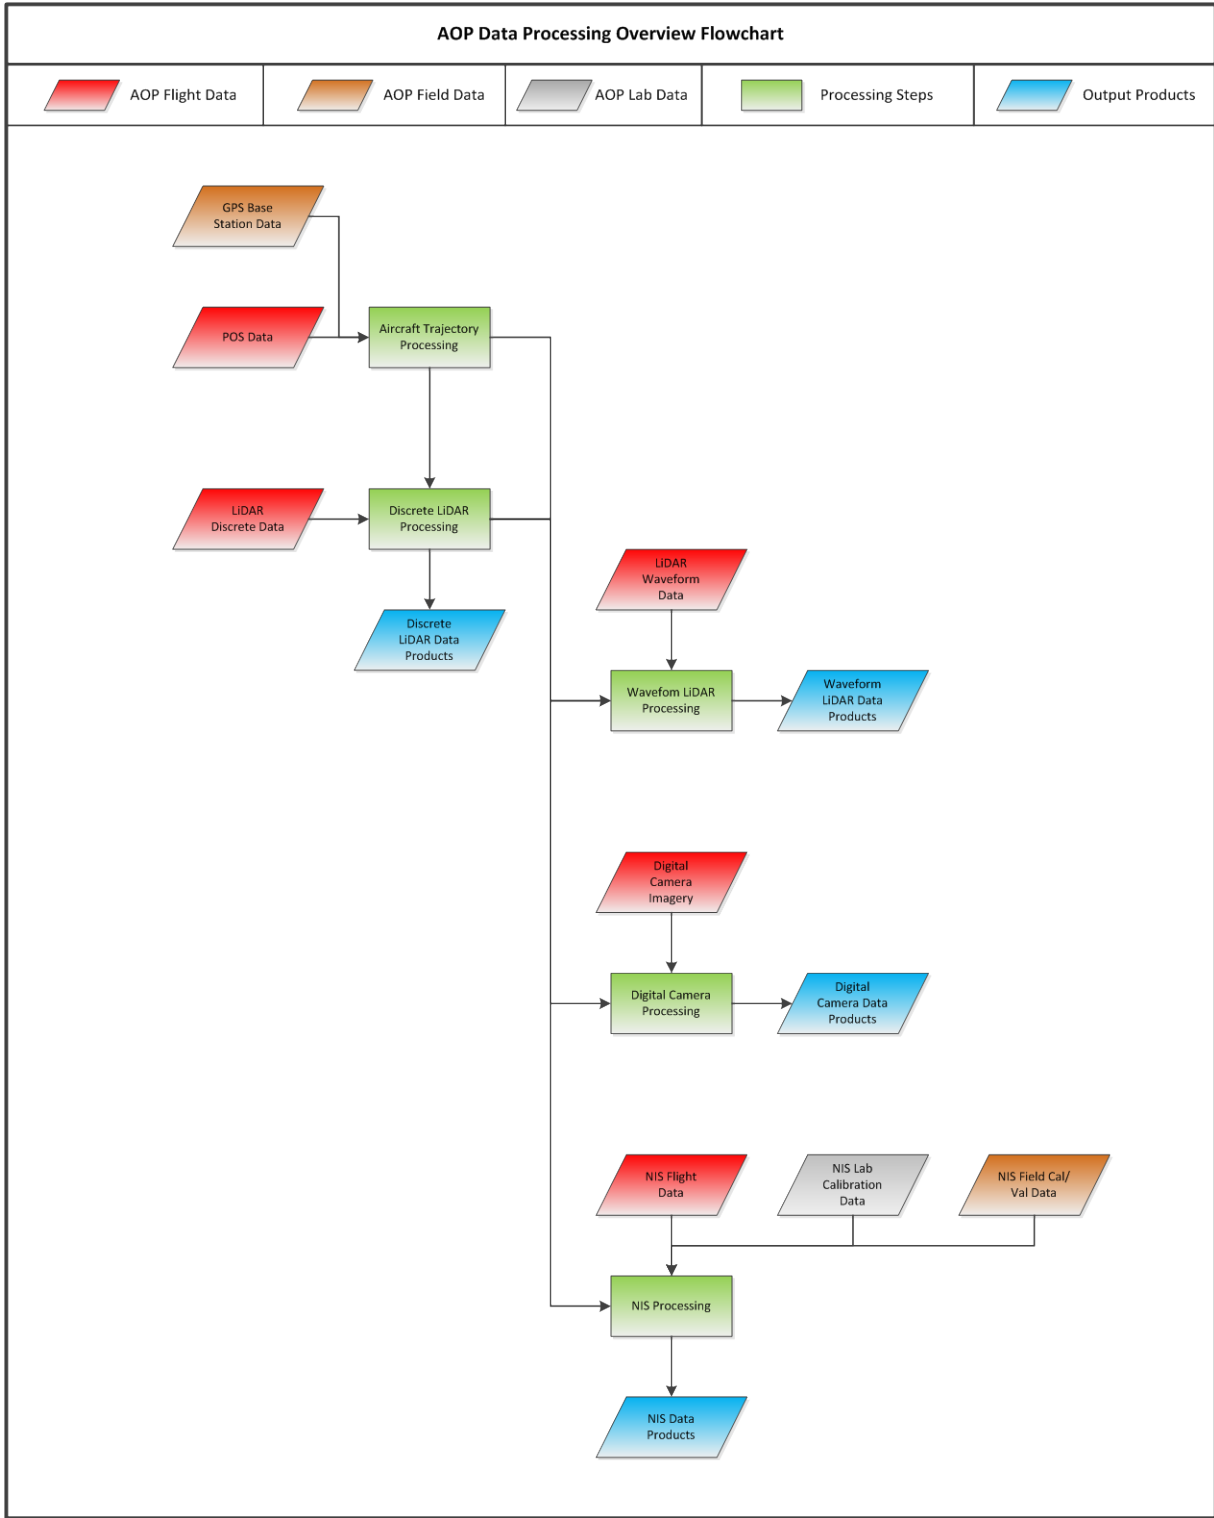 AOP Data Processing Overview Flowchart
AOP Flight Data
AOP Field Data
AOP Lab Data
Processing Steps
Output Products
GPS Base
Station Data
POS Data
Aircraft Trajectory
Processing
LiDAR
Discrete Data
Discrete LiDAR
Processing
Discrete
LiDAR Data
Products
LiDAR
Waveform
Data
Wavefom LiDAR
Processing
Waveform
LiDAR Data
Products
Digital
Camera
Imagery
Digital Camera
Processing
Digital
Camera Data
Products
NIS Flight
Data
NIS Lab
Calibration
Data
NIS Field Cal/
Val Data
NIS Processing
NIS Data
Products